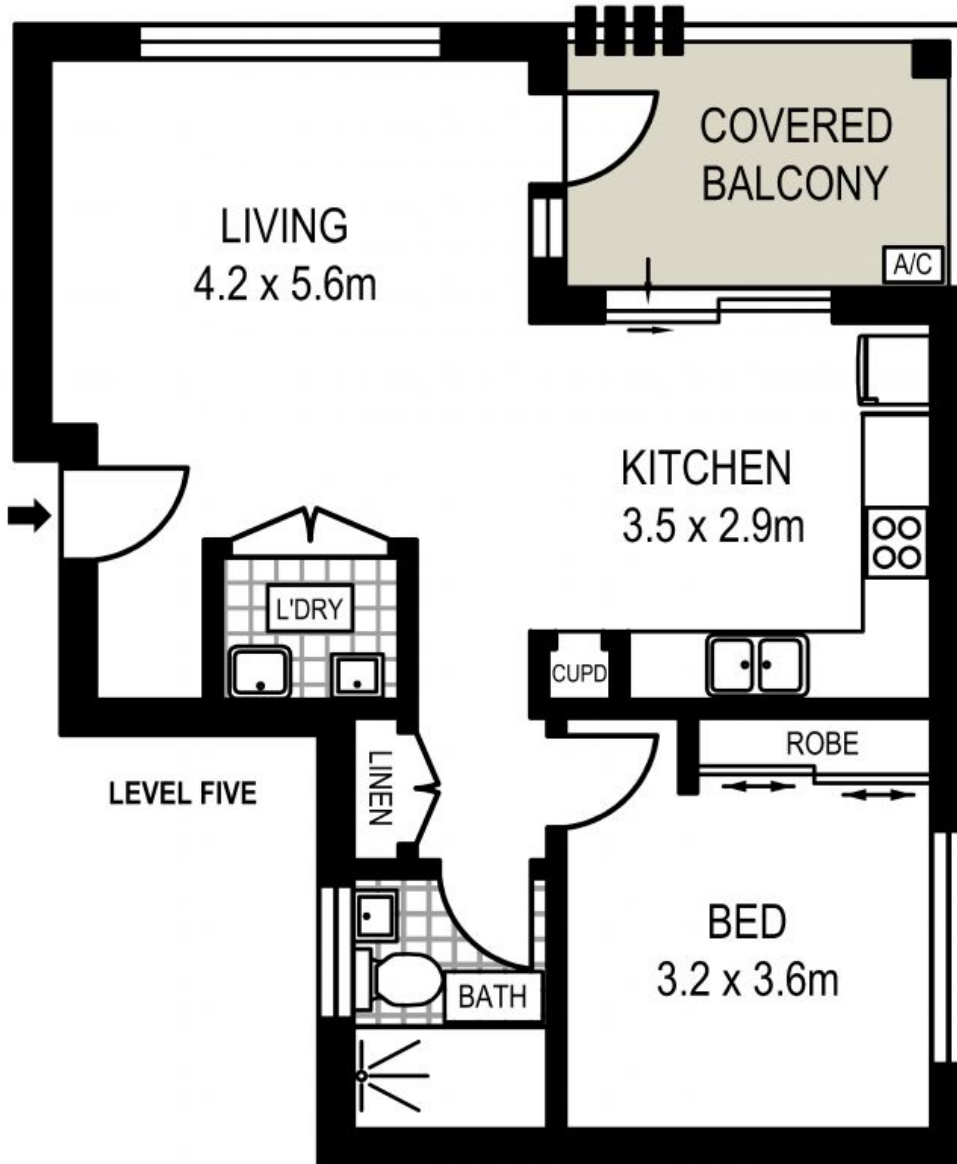 COVERED
BALCONY
LIVING
4.2 x 5.6m
A/C
KITCHEN
3.5 x 2.9m
L'DRY
CUPD
ROBE
LINEN
LEVEL FIVE
BED
3.2 x 3.6m
BATH